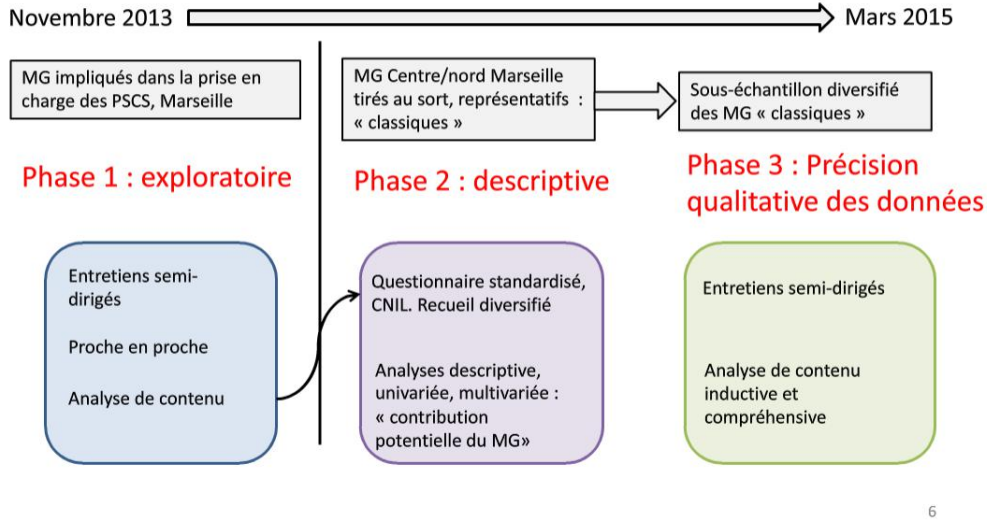 Novembre 2013
Mars 2015
MG impliqués dans la prise en
charge des PSCS, Marseille
MG Centre/nord Marseille
tirés au sort, représentatifs :
« classiques »
Sous-échantillon diversifié
des MG « classiques »
Phase 1 : exploratoire
Phase 2 : descriptive
Phase 3 : Précision
qualitative des données
Entretiens semi-
dirigés
Proche en proche
Analyse de contenu
Questionnaire standardisé,
CNIL. Recueil diversifié
Analyses descriptive,
univariée, multivariée :
« contribution
potentielle du MG»
Entretiens semi-dirigés
Analyse de contenu
inductive et
compréhensive
6